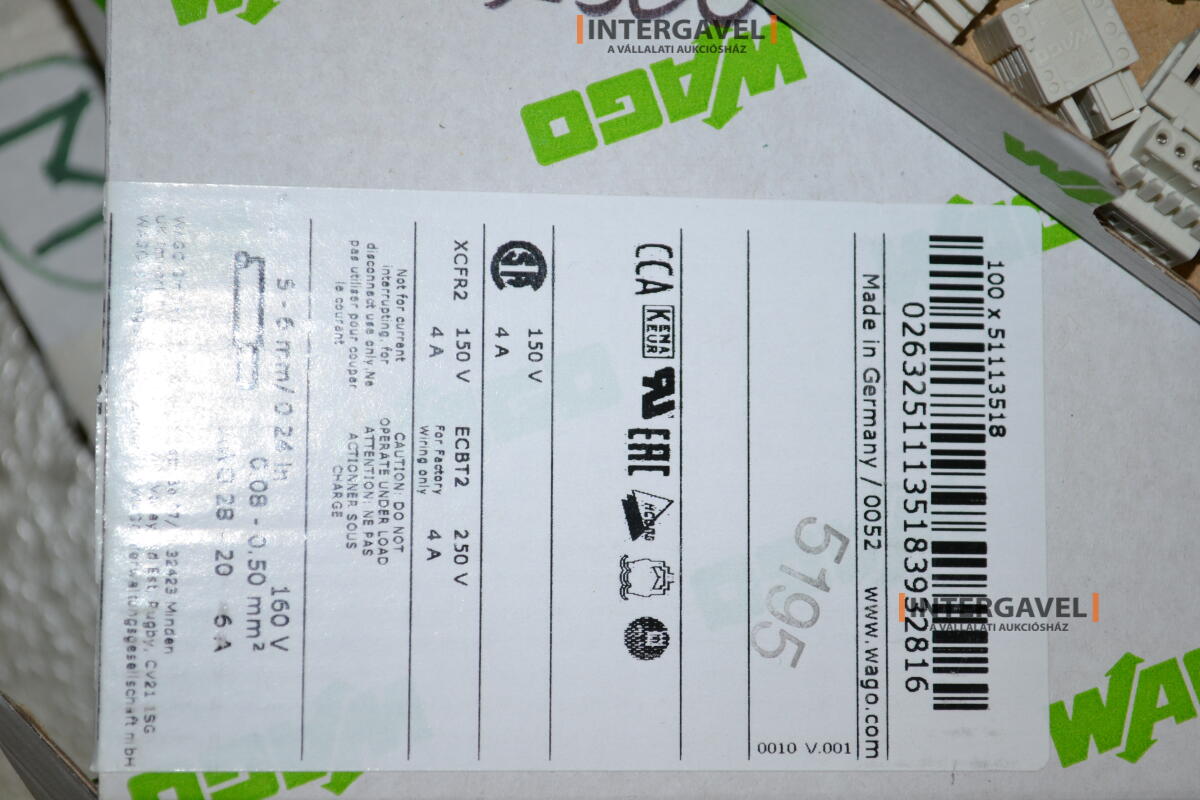 INTERGAVEL
A VÁLLALATI AUKCIÓSHÁZ
WAGO
100 x 51113518
02632511135183932816
Made in Germany / 0052 www.wago.com
5195
0010 V.001
CCA KEMA KEUR EAC
150 V
4 A
XCFR2 150 V ECBT2 250 V
4 A For Factory Wiring only 4 A
Not for current
interrupting, for
disconnect use only. Ne
pas utiliser pour couper
le courant
CAUTION: DO NOT
OPERATE UNDER LOAD
ATTENTION: NE PAS
ACTIONNER SOUS
CHARGE
5 - 6 mm/0.24 in 160 V
0.08 - 0.50 mm²
28 - 20 6 A
32423 Minden
Est, Rugby, CV21 1SG
INTERGAVEL
A VÁLLALATI AUKCIÓSHÁZ
WAGO
WAGO